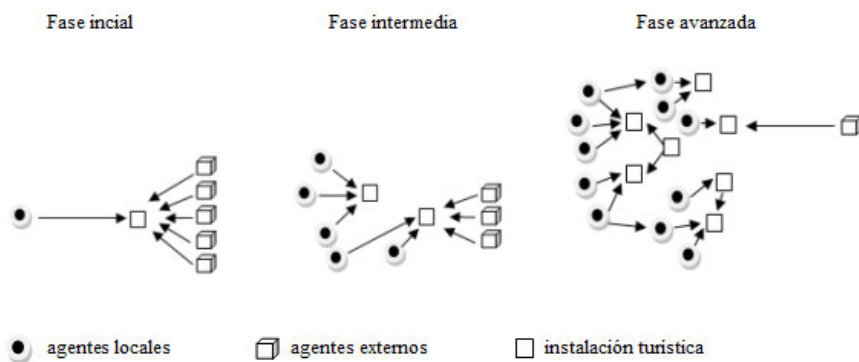 Fase incial
Fase intermedia
Fase avanzada
agentes locales
agentes externos
instalación turística